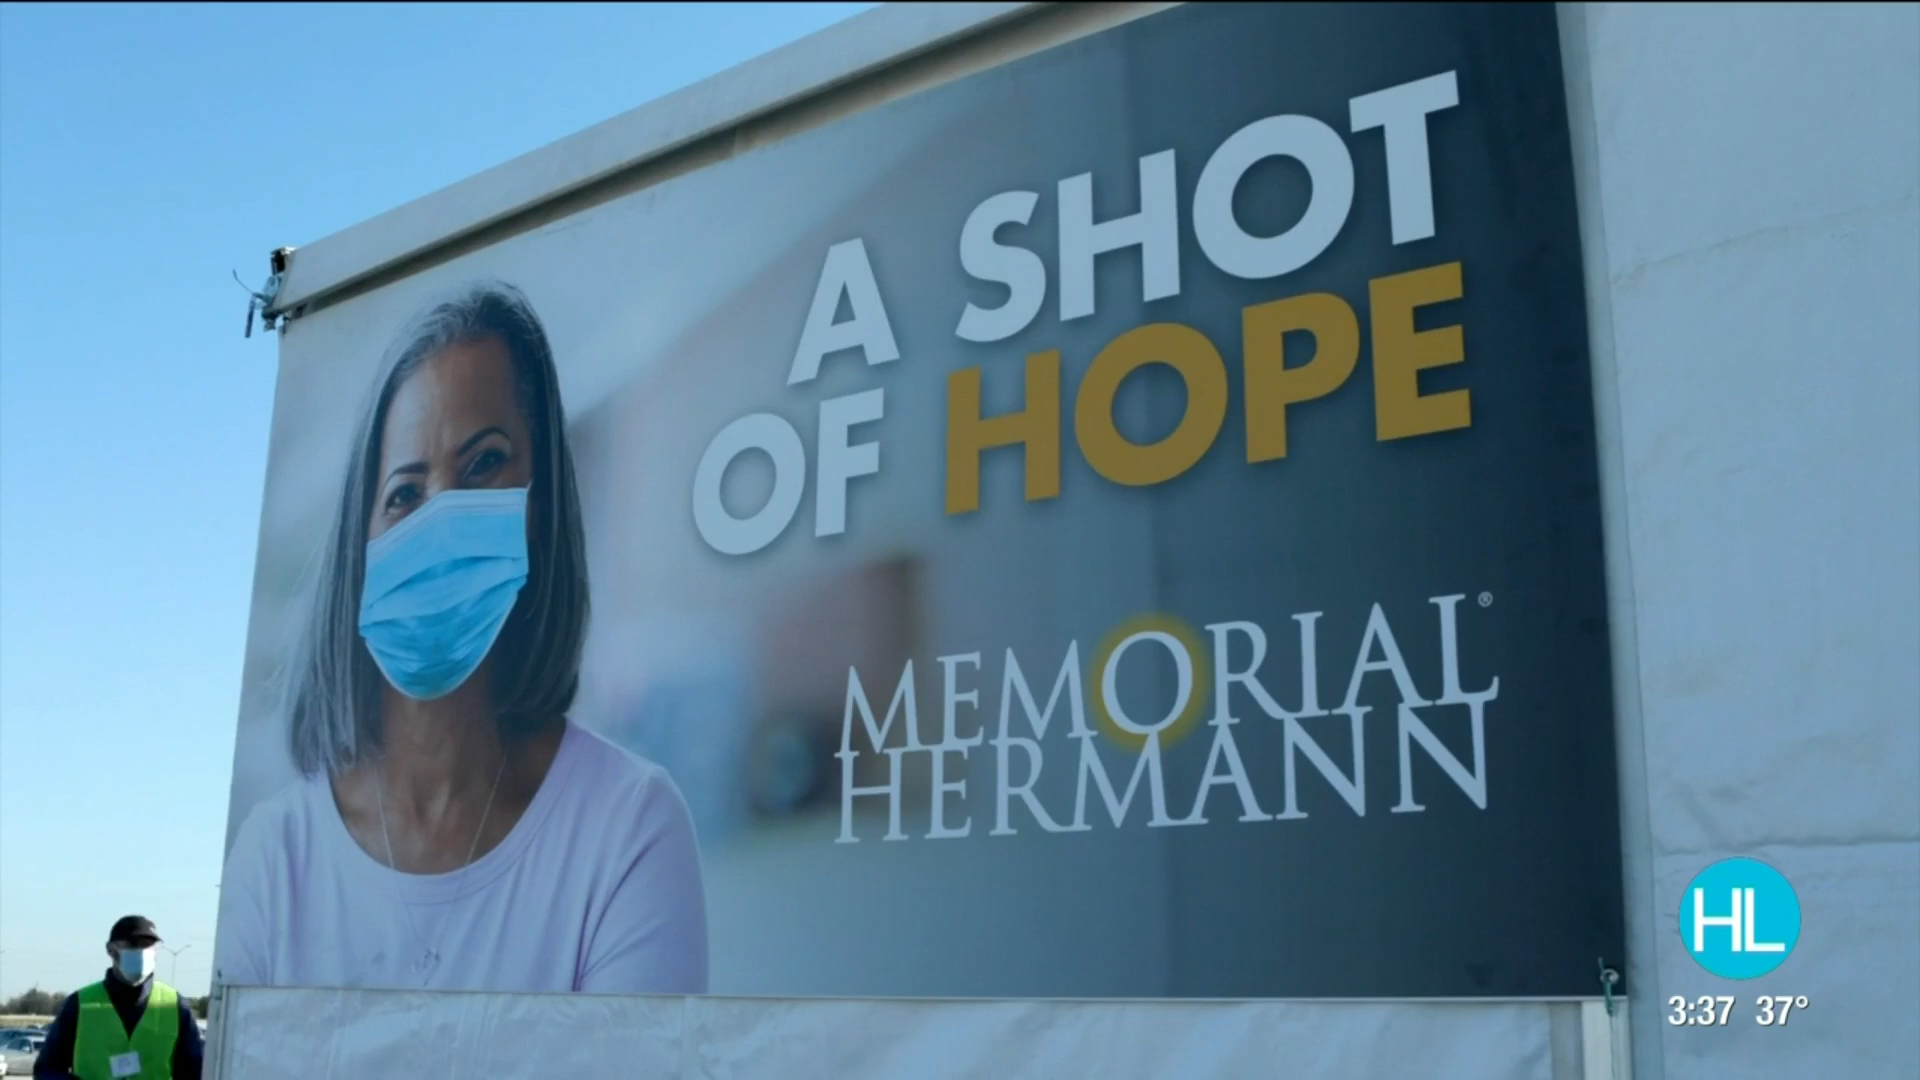 A SHOT
OF HOPE
MEMORIAL®
HERMANN
HL
3:37 37°